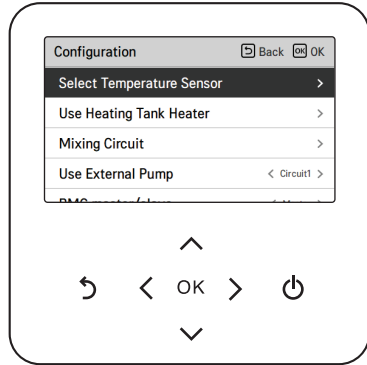 Configuration Back OK OK
Select Temperature Sensor
Use Heating Tank Heater
Mixing Circuit
Use External Pump < Circuit1 >
OK